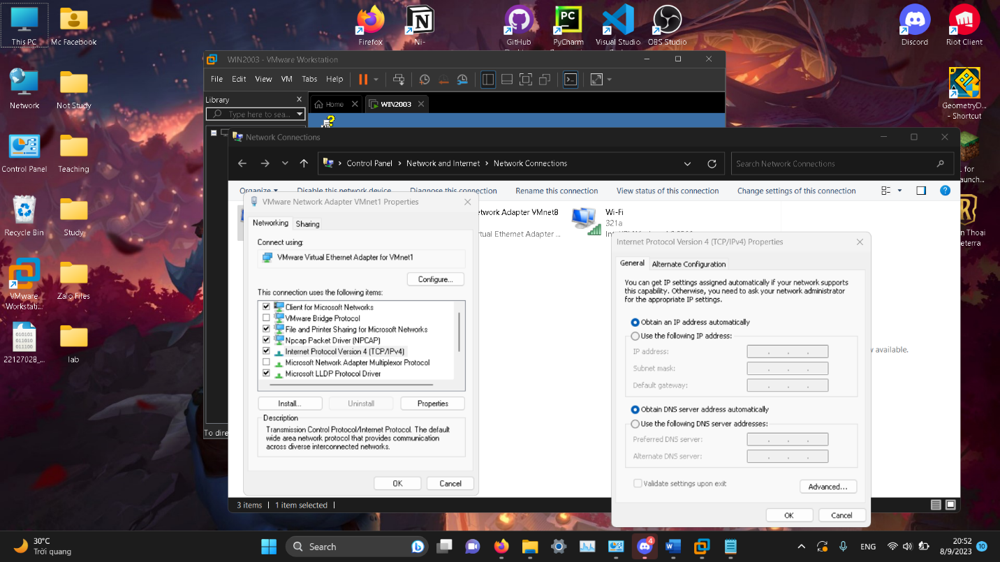 This PC
Mc Facebook
Firefox
Ni-
GitHub
PyCharm
Visual Studio
OBS Studio
Discord
Riot Client
Network
Not Study
GeometryD...
- Shortcut
Control Panel
Teaching
for
Recycle Bin
Study
VMware
Workstati...
Zalo Files
22127028_...
lab
WIN2003 - VMware Workstation
File Edit View VM Tabs Help
Library
Type here to sea...
Home
WIN2003
To dire
Network Connections
Control Panel > Network and Internet > Network Connections
Search Network Connections
Organize
Disable this network device
Diagnose this connection
Rename this connection
View status of this connection
Change settings of this connection
etwork Adapter VMnet8
rtual Ethernet Adapter ...
Wi-Fi
321a
available.
3 items | 1 item selected |
VMware Network Adapter VMnet1 Properties
Networking
Sharing
Connect using:
VMware Virtual Ethernet Adapter for VMnet1
Configure...
This connection uses the following items:
Client for Microsoft Networks
VMware Bridge Protocol
File and Printer Sharing for Microsoft Networks
Npcap Packet Driver (NPCAP)
Internet Protocol Version 4 (TCP/IPv4)
Microsoft Network Adapter Multiplexor Protocol
Microsoft LLDP Protocol Driver
Install...
Uninstall
Properties
Description
Transmission Control Protocol/Internet Protocol. The default
wide area network protocol that provides communication
across diverse interconnected networks.
OK
Cancel
Internet Protocol Version 4 (TCP/IPv4) Properties
General
Alternate Configuration
You can get IP settings assigned automatically if your network supports
this capability. Otherwise, you need to ask your network administrator
for the appropriate IP settings.
Obtain an IP address automatically
Use the following IP address:
IP address:
Subnet mask:
Default gateway:
Obtain DNS server address automatically
Use the following DNS server addresses:
Preferred DNS server:
Alternate DNS server:
Validate settings upon exit
Advanced...
OK
Cancel
30°C
Trời quang
Search
4
ENG
20:52
8/9/2023
10